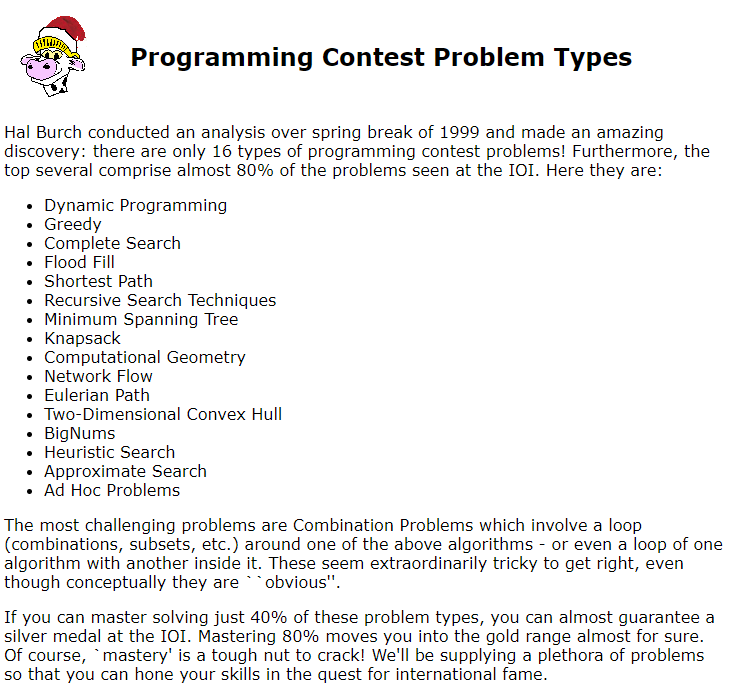 Programming Contest Problem Types
Hal Burch conducted an analysis over spring break of 1999 and made an amazing
discovery: there are only 16 types of programming contest problems! Furthermore, the
top several comprise almost 80% of the problems seen at the IOI. Here they are:
Dynamic Programming
Greedy
Complete Search
Flood Fill
Shortest Path
Recursive Search Techniques
Minimum Spanning Tree
Knapsack
Computational Geometry
Network Flow
Eulerian Path
Two-Dimensional Convex Hull
BigNums
Heuristic Search
Approximate Search
Ad Hoc Problems
The most challenging problems are Combination Problems which involve a loop
(combinations, subsets, etc.) around one of the above algorithms - or even a loop of one
algorithm with another inside it. These seem extraordinarily tricky to get right, even
though conceptually they are ``obvious''.
If you can master solving just 40% of these problem types, you can almost guarantee a
silver medal at the IOI. Mastering 80% moves you into the gold range almost for sure.
Of course, `mastery' is a tough nut to crack! We'll be supplying a plethora of problems
so that you can hone your skills in the quest for international fame.